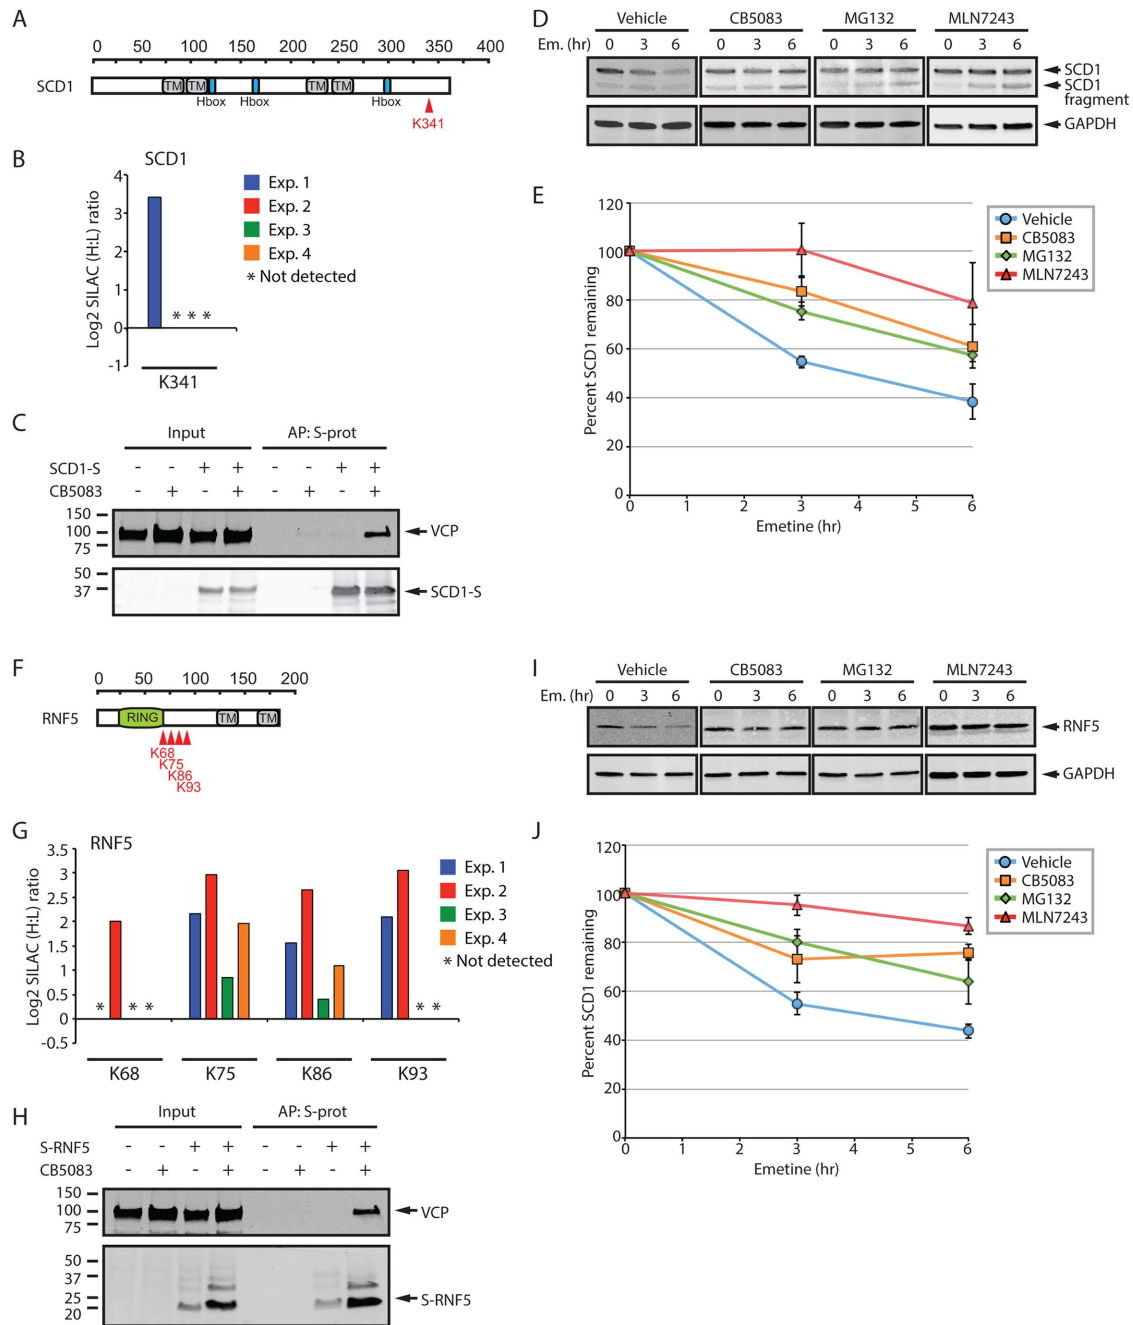 A
0 50 100 150 200 250 300 350 400
SCD1
TM TM TM TM
Hbox Hbox Hbox
K341
B
SCD1
Log2 SILAC (H:L) ratio
4
3
2
1
0
-1
* * *
K341
Exp. 1
Exp. 2
Exp. 3
Exp. 4
* Not detected
C
Input AP: S-prot
SCD1-S - - + + - - + +
CB5083 - + - + - + - +
150
100
75
VCP
50
37
SCD1-S
D
Vehicle CB5083 MG132 MLN7243
Em. (hr) 0 3 6 0 3 6 0 3 6 0 3 6
SCD1
SCD1
fragment
GAPDH
E
Percent SCD1 remaining
120
100
80
60
40
20
0
0 1 2 3 4 5 6
Emetine (hr)
Vehicle
CB5083
MG132
MLN7243
F
0 50 100 150 200
RNF5
RING TM TM
K68
K75
K86
K93
G
RNF5
Log2 SILAC (H:L) ratio
3.5
3
2.5
2
1.5
1
0.5
0
-0.5
* * * * *
K68 K75 K86 K93
Exp. 1
Exp. 2
Exp. 3
Exp. 4
* Not detected
H
Input AP: S-prot
S-RNF5 - - + + - - + +
CB5083 - + - + - + - +
150
100
75
VCP
50
37
25
20
S-RNF5
I
Vehicle CB5083 MG132 MLN7243
Em. (hr) 0 3 6 0 3 6 0 3 6 0 3 6
RNF5
GAPDH
J
Percent SCD1 remaining
120
100
80
60
40
20
0
0 1 2 3 4 5 6
Emetine (hr)
Vehicle
CB5083
MG132
MLN7243